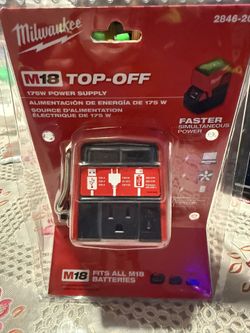 Milwaukee
2846-20
M18 TOP-OFF
175W POWER SUPPLY
ALIMENTACIÓN DE ENERGÍA DE 175 W
SOURCE D'ALIMENTATION
ÉLECTRIQUE DE 175 W
FASTER
SIMULTANEOUS
POWER
M18 FITS ALL M18
BATTERIES